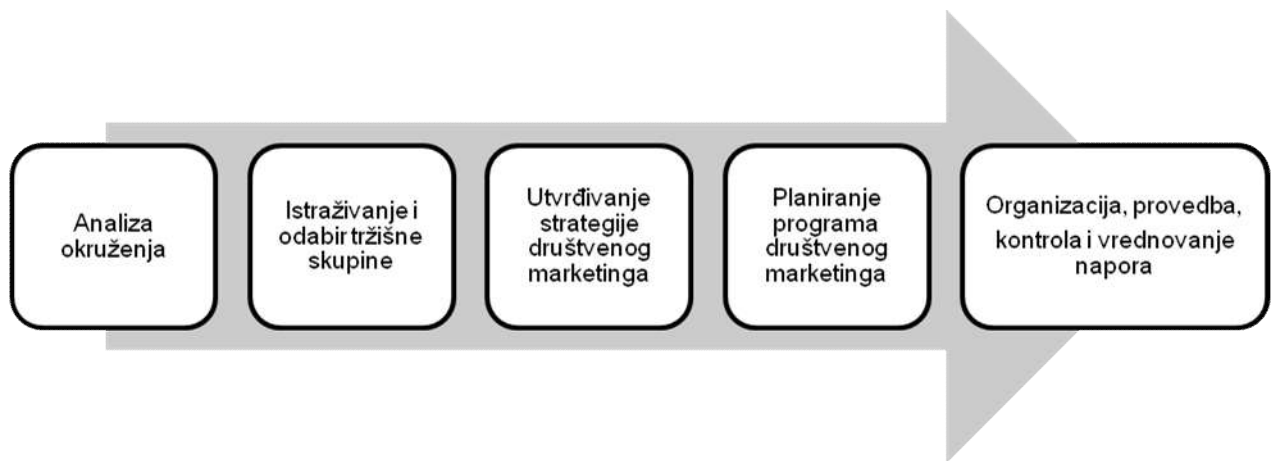 Analiza
okruženja
Istraživanje i
odabir tržišne
skupine
Utvrđivanje
strategije
društvenog
marketinga
Planiranje
programa
društvenog
marketinga
Organizacija, provedba,
kontrola i vrednovanje
napora